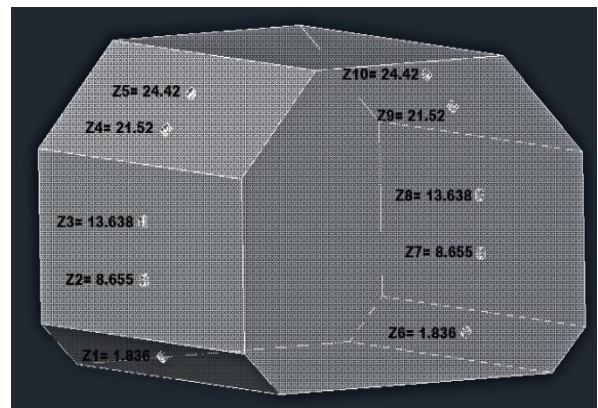 Z10= 24.42
Z5= 24.42
Z9= 21.52
Z4= 21.52
Z8= 13.638
Z3= 13.638
Z7= 8.655
Z2= 8.655
Z6= 1.836
Z1= 1.836